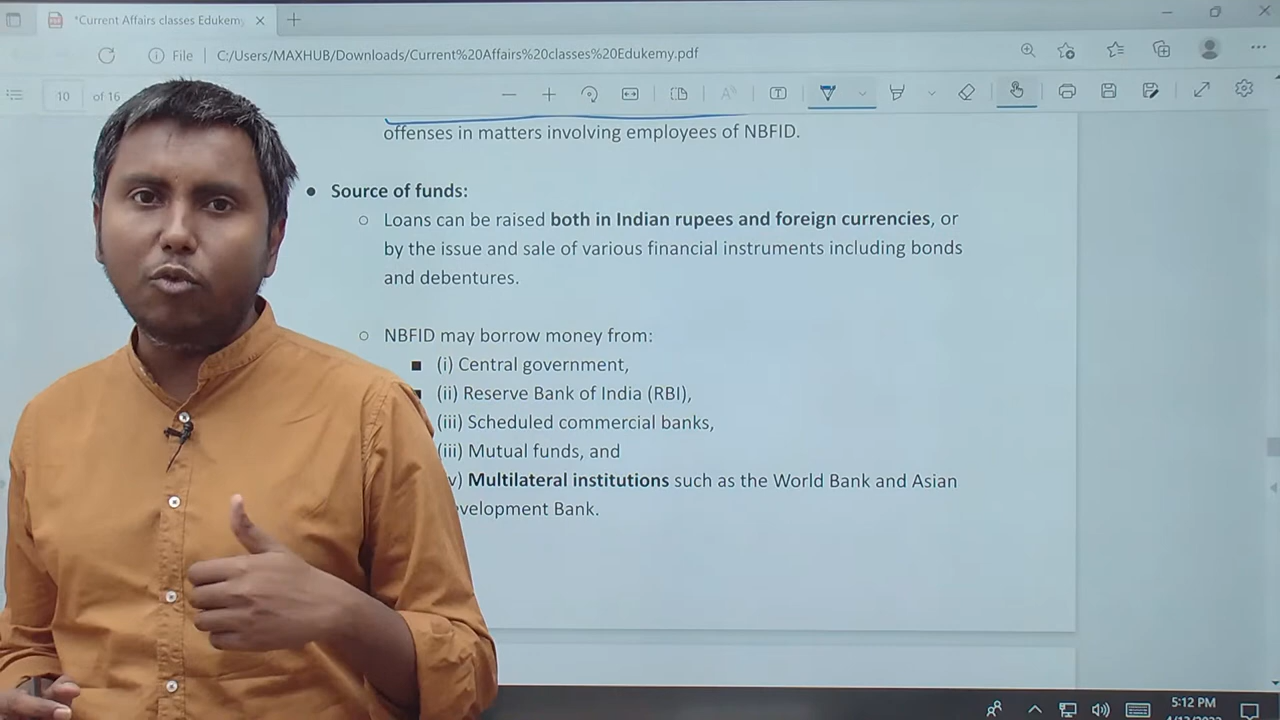 *Current Affairs classes Edukemy
File
C:/Users/MAXHUB/Downloads/Current%20Affairs%20classes%20Edukemy.pdf
10 of 16
offenses in matters involving employees of NBFID.
Source of funds:
Loans can be raised both in Indian rupees and foreign currencies, or
by the issue and sale of various financial instruments including bonds
and debentures.
NBFID may borrow money from:
(i) Central government,
(ii) Reserve Bank of India (RBI),
(iii) Scheduled commercial banks,
(iii) Mutual funds, and
v) Multilateral institutions such as the World Bank and Asian
velopment Bank.
5:12 PM